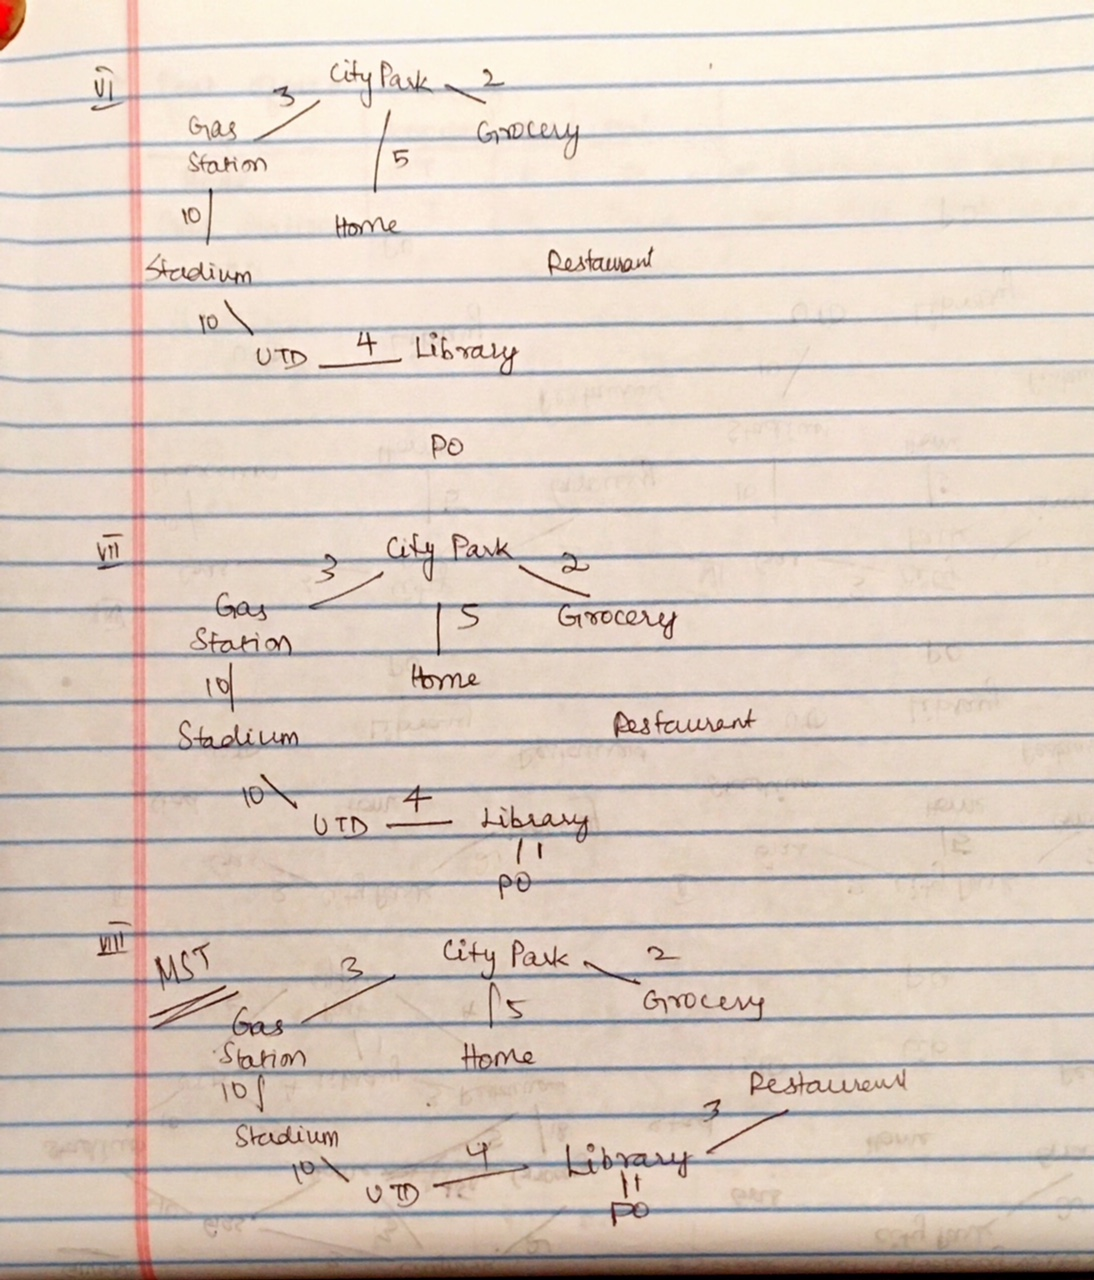 VI
City Park 2
3
Gas
Station
Grocery
5
10
Home
Stadium
Restaurant
10
UTD 4 Library
PO
VII
City Park 2
3
Gas
Station
5 Grocery
10
Home
Stadium
Restaurent
10
UTD 4 Library
1
PO
VIII
MST
City Park 2
3
Gas
Station
5 Grocery
Home
10
Restaurent
3
Stadium
10
UTD 4 Library
1
PO